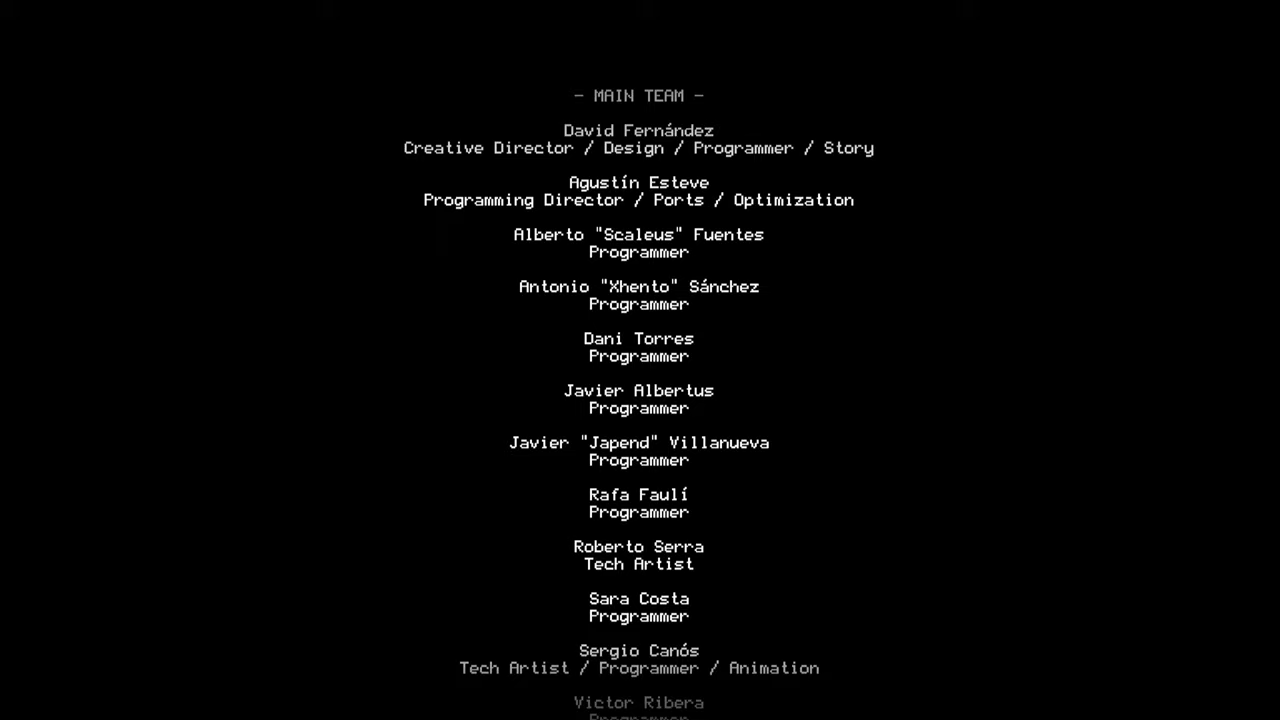 - MAIN TEAM -
David Fernández
Creative Director / Design / Programmer / Story
Agustín Esteve
Programming Director / Ports / Optimization
Alberto "Scaleus" Fuentes
Programmer
Antonio "Xhento" Sánchez
Programmer
Dani Torres
Programmer
Javier Albertus
Programmer
Javier "Japend" Villanueva
Programmer
Rafa Faulí
Programmer
Roberto Serra
Tech Artist
Sara Costa
Programmer
Sergio Canós
Tech Artist / Programmer / Animation
Victor Ribera
Programmer